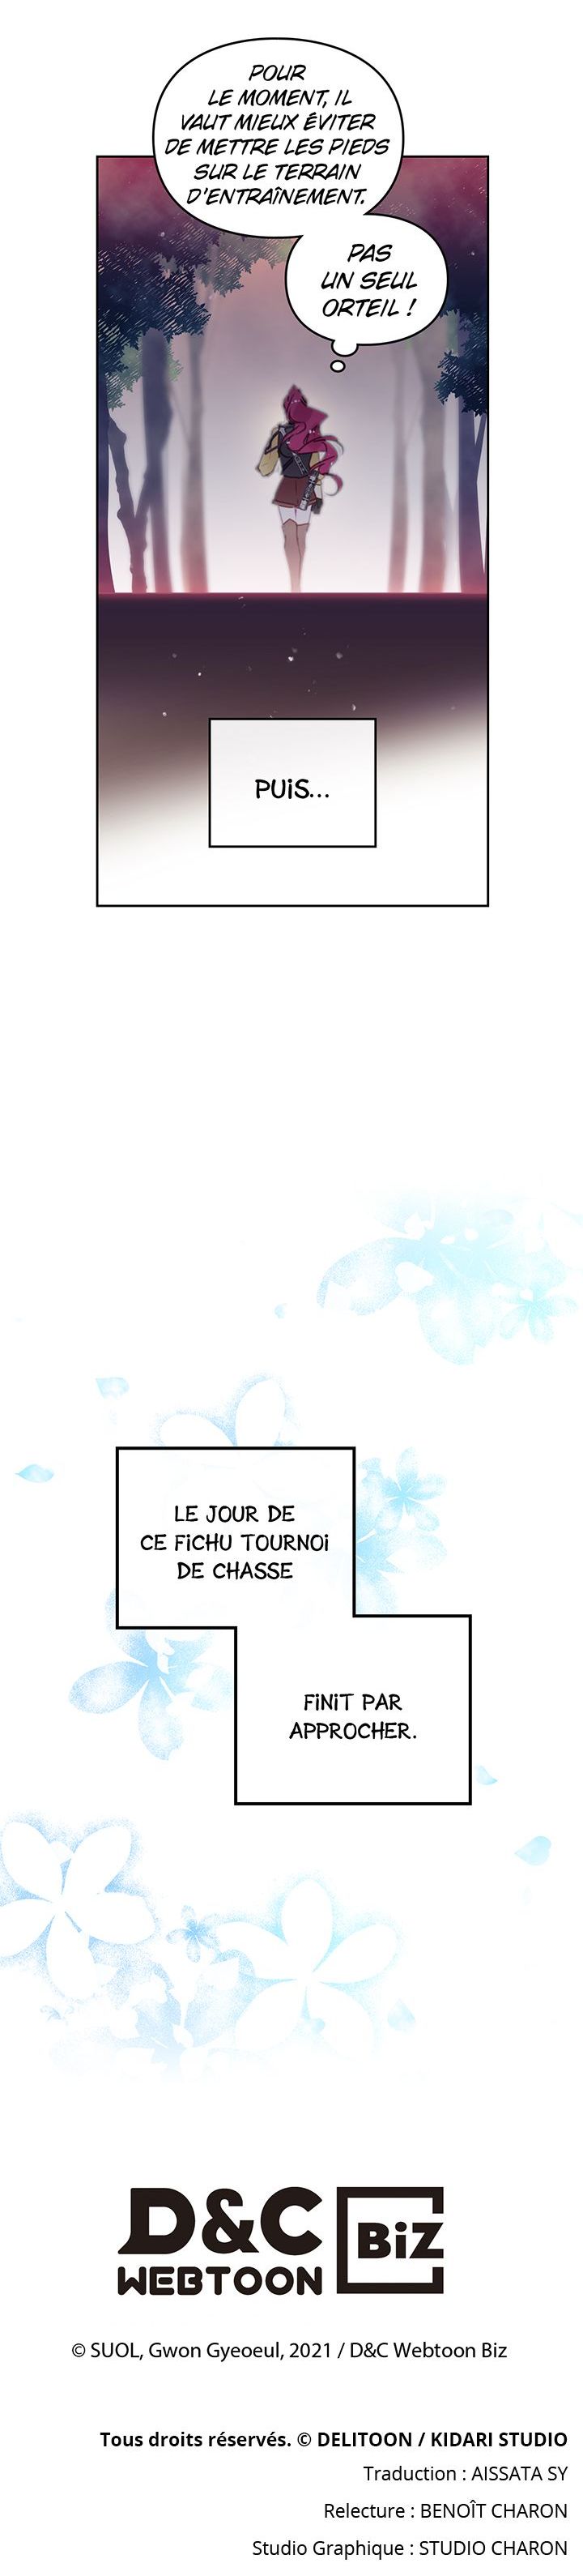 POUR
LE MOMENT, IL
VAUT MIEUX ÉVITER
DE METTRE LES PIEDS
SUR LE TERRAIN
D'ENTRAÎNEMENT.
PAS
UN SEUL
ORTEIL !
PUIS...
LE JOUR DE
CE FICHU TOURNOI
DE CHASSE
FINIT PAR
APPROCHER.
D&C BIZ
WEBTOON
© SUOL, Gwon Gyeoeul, 2021 / D&C Webtoon Biz
Tous droits réservés. © DELITOON / KIDARI STUDIO
Traduction : AISSATA SY
Relecture : BENOÎT CHARON
Studio Graphique : STUDIO CHARON